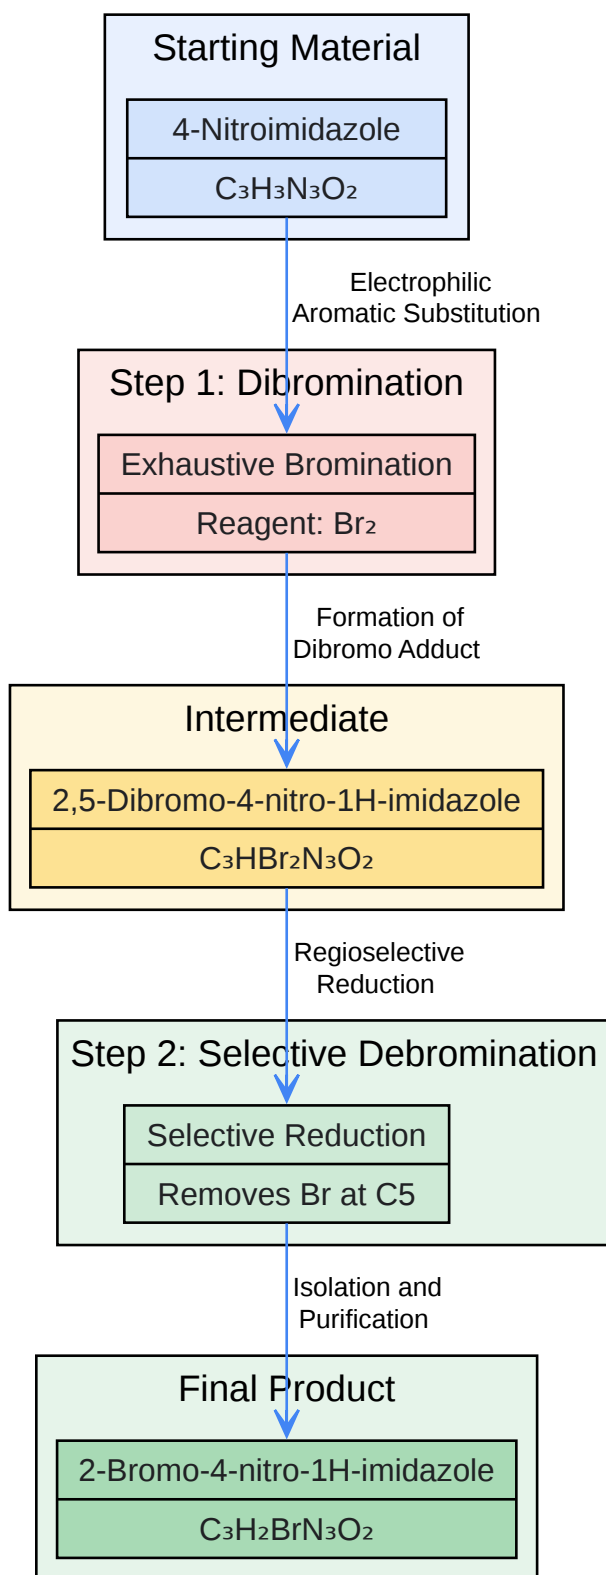 Starting Material
4-Nitroimidazole
C₃H₃N₃O₂
Electrophilic
Aromatic Substitution
Step 1: Dibromination
Exhaustive Bromination
Reagent: Br₂
Formation of
Dibromo Adduct
Intermediate
2,5-Dibromo-4-nitro-1H-imidazole
C₃HBr₂N₃O₂
Regioselective
Reduction
Step 2: Selective Debromination
Selective Reduction
Removes Br at C5
Isolation and
Purification
Final Product
2-Bromo-4-nitro-1H-imidazole
C₃H₂BrN₃O₂